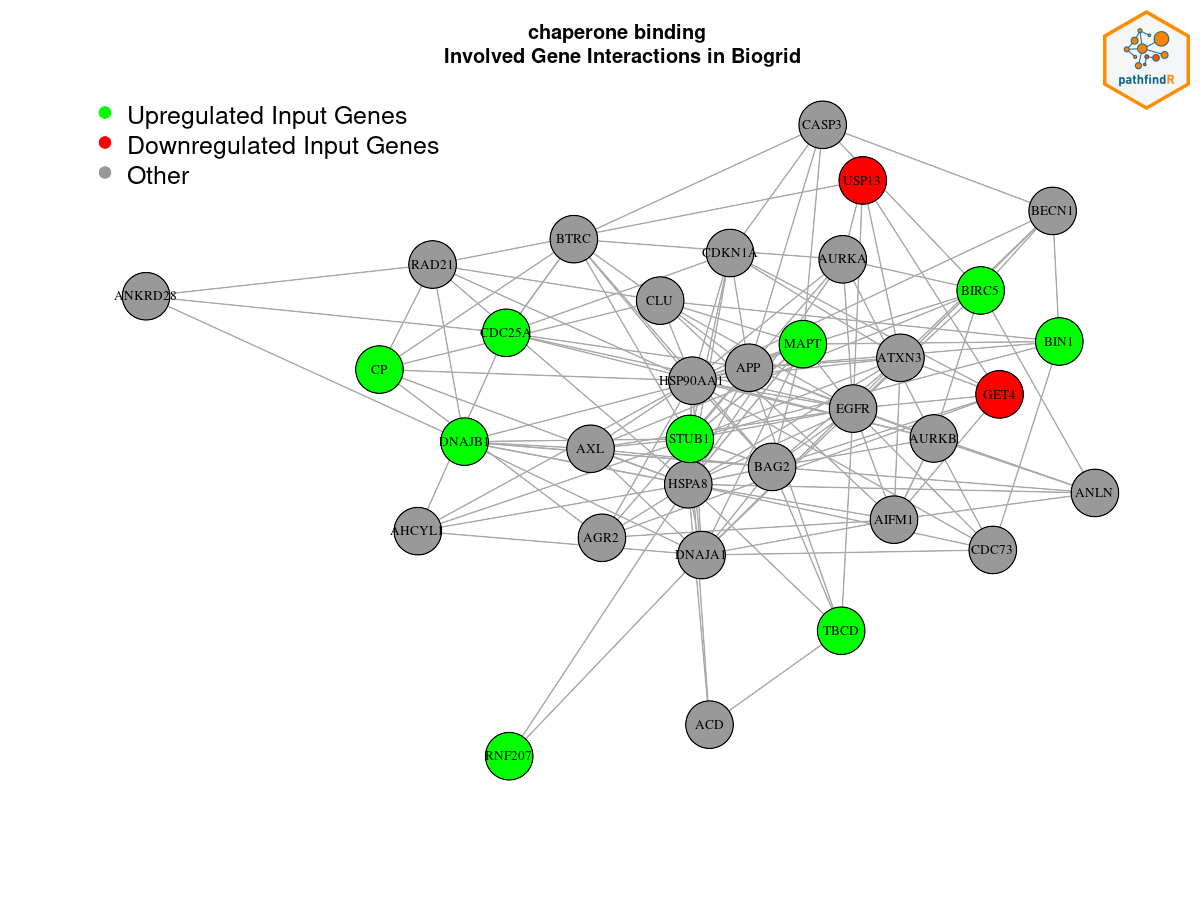 chaperone binding
Involved Gene Interactions in Biogrid
pathfindR
Upregulated Input Genes
Downregulated Input Genes
Other
CASP3
USP13
BECN1
BTRC
CDKN1A
AURKA
RAD21
BIRC5
ANKRD28
CLU
CDC25A
MAPT
BIN1
ATXN3
CP
APP
HSP90AA1
GET4
EGFR
STUB1
AURKB
DNAJB1
AXL
BAG2
HSPA8
ANLN
AIFM1
AHCYL1
AGR2
CDC73
DNAJA1
TBCD
ACD
RNF207